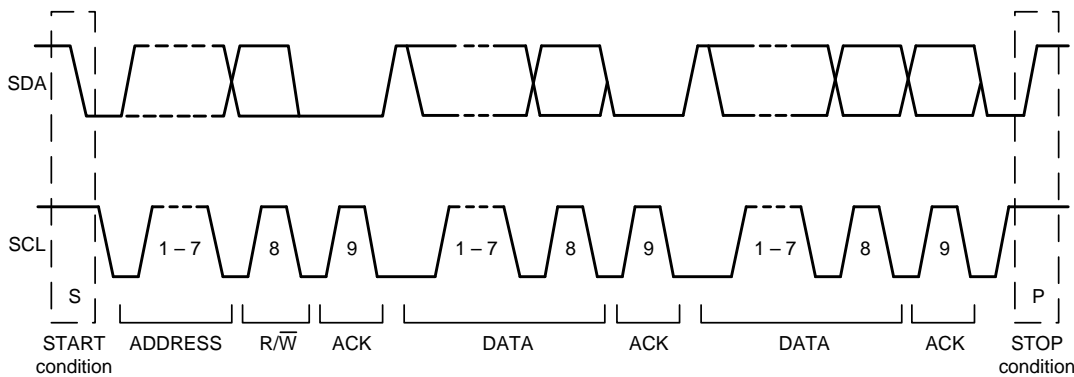 SDA
SCL
1 – 7
8
9
1 – 7
8
9
1 – 7
8
9
S
P
START condition
ADDRESS
R/W̅
ACK
DATA
ACK
DATA
ACK
STOP condition